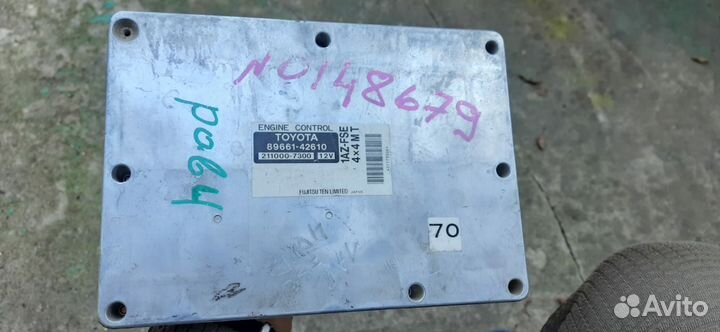 N0148679
рав4
ENGINE CONTROL
TOYOTA
89661-42610
211000-7300 12V
1AZ-FSE
4×4 MT
FUJITSU TEN LIMITED JAPAN
70
Avito